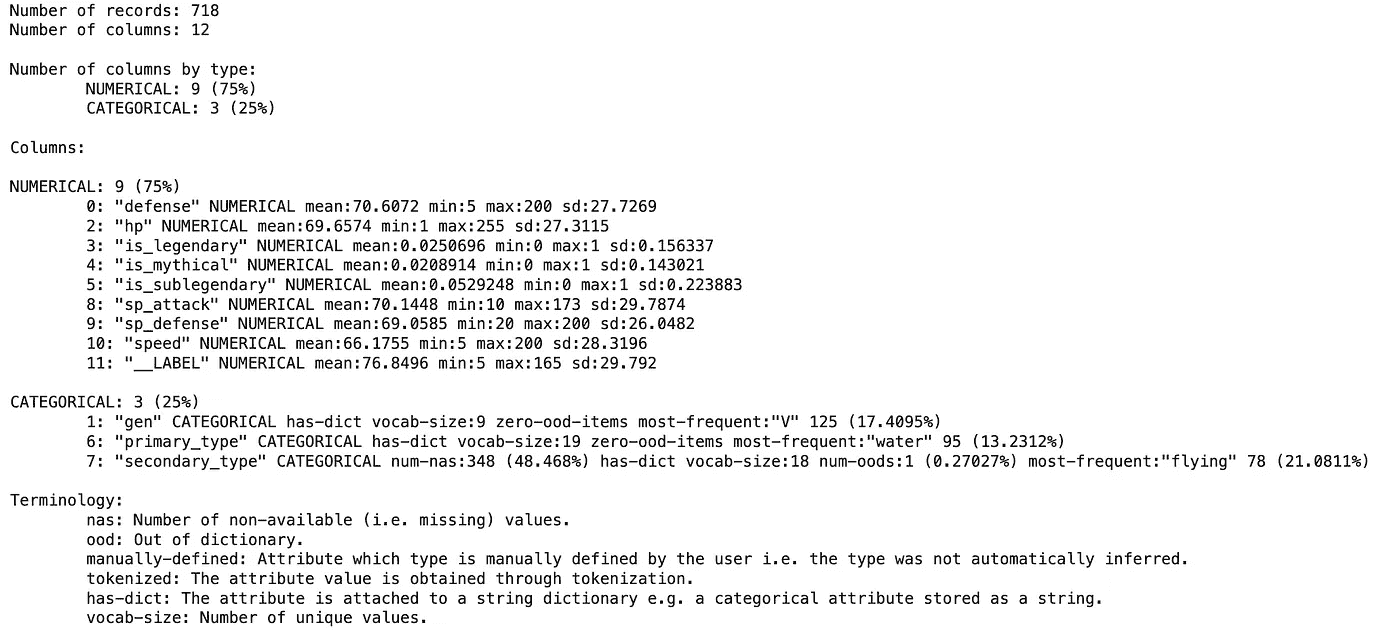 Number of records: 718
Number of columns: 12
Number of columns by type:
NUMERICAL: 9 (75%)
CATEGORICAL: 3 (25%)
Columns:
NUMERICAL: 9 (75%)
0: "defense" NUMERICAL mean:70.6072 min:5 max:200 sd:27.7269
2: "hp" NUMERICAL mean:69.6574 min:1 max:255 sd:27.3115
3: "is_legendary" NUMERICAL mean:0.0250696 min:0 max:1 sd:0.156337
4: "is_mythical" NUMERICAL mean:0.0208914 min:0 max:1 sd:0.143021
5: "is_sublegendary" NUMERICAL mean:0.0529248 min:0 max:1 sd:0.223883
8: "sp_attack" NUMERICAL mean:70.1448 min:10 max:173 sd:29.7874
9: "sp_defense" NUMERICAL mean:69.0585 min:20 max:200 sd:26.0482
10: "speed" NUMERICAL mean:66.1755 min:5 max:200 sd:28.3196
11: "__LABEL" NUMERICAL mean:76.8496 min:5 max:165 sd:29.792
CATEGORICAL: 3 (25%)
1: "gen" CATEGORICAL has-dict vocab-size:9 zero-ood-items most-frequent:"V" 125 (17.4095%)
6: "primary_type" CATEGORICAL has-dict vocab-size:19 zero-ood-items most-frequent:"water" 95 (13.2312%)
7: "secondary_type" CATEGORICAL num-nas:348 (48.468%) has-dict vocab-size:18 num-oods:1 (0.27027%) most-frequent:"flying" 78 (21.0811%)
Terminology:
nas: Number of non-available (i.e. missing) values.
ood: Out of dictionary.
manually-defined: Attribute which type is manually defined by the user i.e. the type was not automatically inferred.
tokenized: The attribute value is obtained through tokenization.
has-dict: The attribute is attached to a string dictionary e.g. a categorical attribute stored as a string.
vocab-size: Number of unique values.